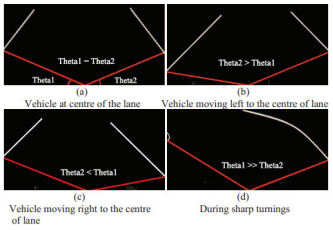 Theta1 = Theta2
Theta1
Theta2
(a)
Vehicle at centre of the lane
Theta2 > Theta1
(b)
Vehicle moving left to the centre of lane
Theta2 < Theta1
(c)
Vehicle moving right to the centre
of lane
Theta1 >> Theta2
(d)
During sharp turnings